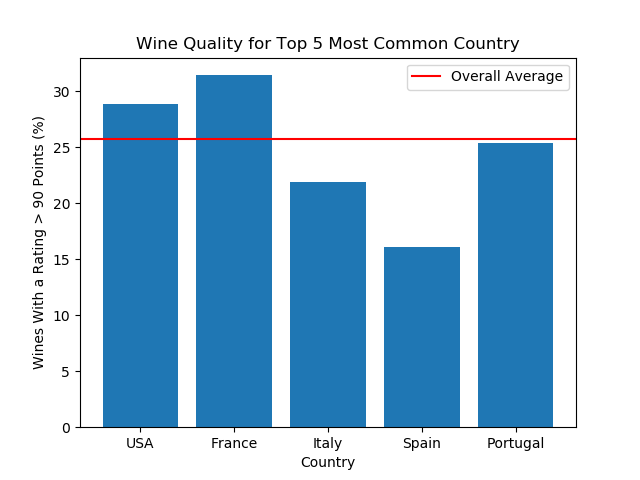 Wine Quality for Top 5 Most Common Country
Overall Average
Wines With a Rating > 90 Points (%)
30
25
20
15
10
5
0
USA France Italy Spain Portugal
Country